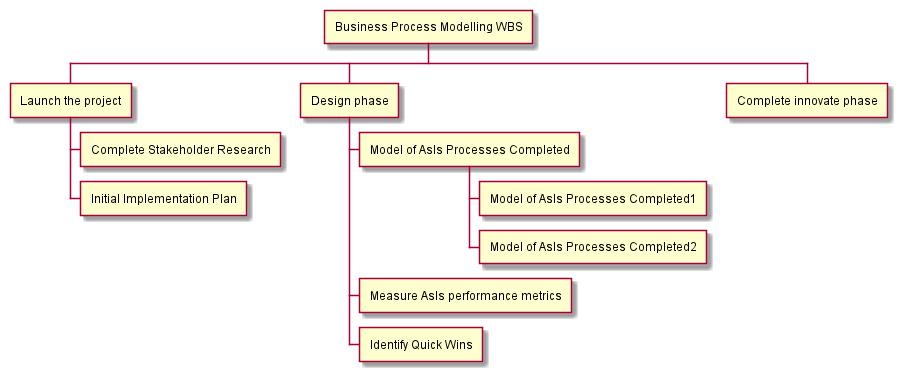 Business Process Modelling WBS
Launch the project
Design phase
Complete innovate phase
Complete Stakeholder Research
Model of AsIs Processes Completed
Initial Implementation Plan
Model of AsIs Processes Completed1
Model of AsIs Processes Completed2
Measure AsIs performance metrics
Identify Quick Wins